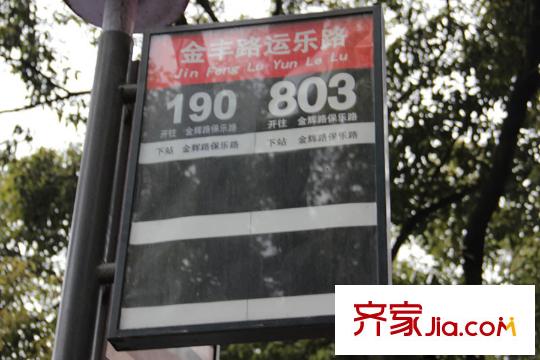 金丰路运乐路
Jin Feng Lu Yun Le Lu
190 803
开往 金辉路保乐路 开往 金辉路保乐路
下站 金辉路保乐路 下站 金辉路保乐路
齐家Jia.com